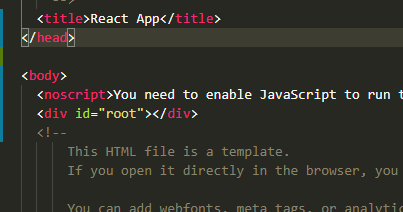 <title>React App</title>
</head>
<body>
<noscript>You need to enable JavaScript to run
<div id="root"></div>
<!--
This HTML file is a template.
If you open it directly in the browser, you
You can add webfonts, meta tags, or